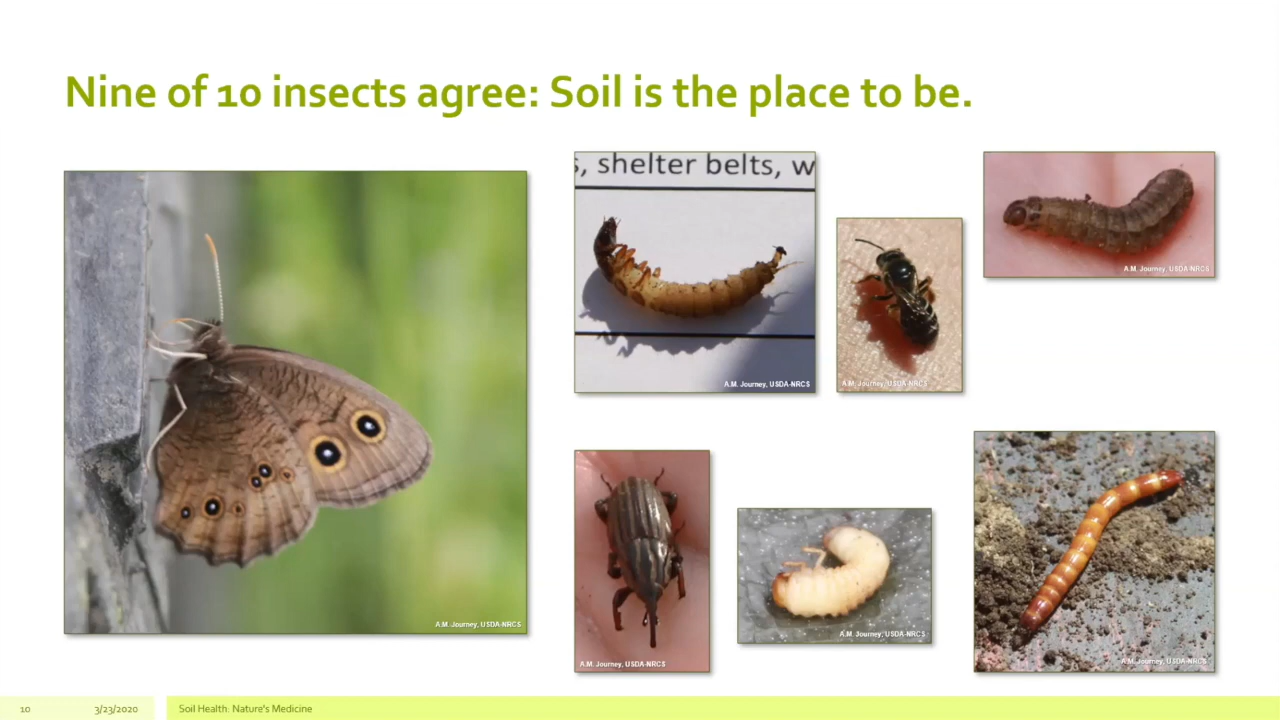 Nine of 10 insects agree: Soil is the place to be.
s, shelter belts, w
A.M. Journey, USDA-NRCS
A.M. Journey, USDA-NRCS
A.M. Journey, USDA-NRCS
A.M. Journey, USDA-NRCS
A.M. Journey, USDA-NRCS
A.M. Journey, USDA-NRCS
A.M. Journey, USDA-NRCS
10 3/23/2020 Soil Health: Nature's Medicine